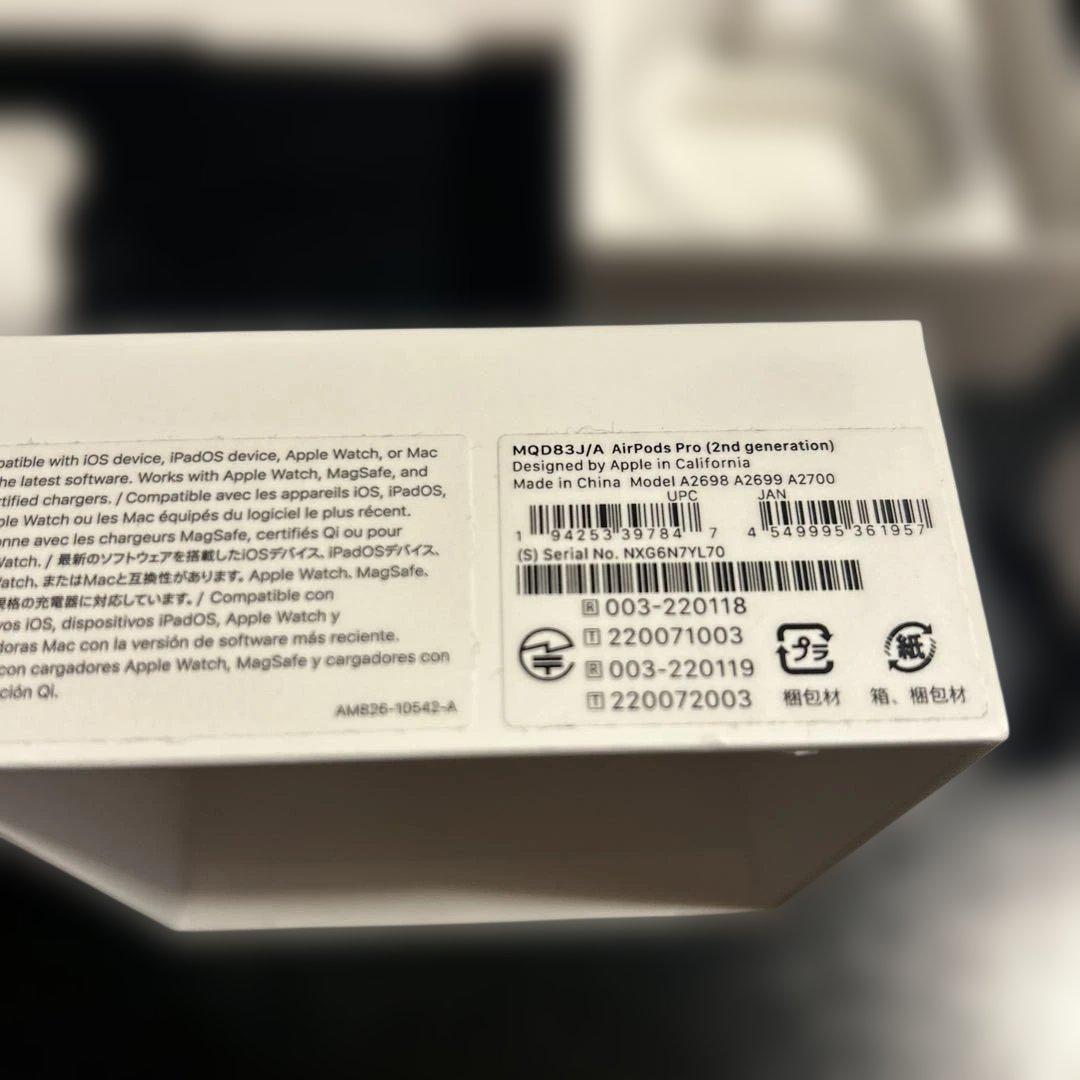 patible with iOS device, iPadOS device, Apple Watch, or Mac
he latest software. Works with Apple Watch, MagSafe, and
rtified chargers. / Compatible avec les appareils iOS, iPadOS,
ple Watch ou les Mac équipés du logiciel le plus récent.
onne avec les chargeurs MagSafe, certifiés Qi ou pour
Watch. / 最新のソフトウェアを搭載したiOSデバイス、iPadOSデバイス、
Watch、またはMacと互換性があります。Apple Watch、MagSafe、
規格の充電器に対応しています。/ Compatible con
vos iOS, dispositivos iPadOS, Apple Watch y
doras Mac con la versión de software más reciente.
con cargadores Apple Watch, MagSafe y cargadores con
ción Qi.
AM826-10542-A
MQD83J/A AirPods Pro (2nd generation)
Designed by Apple in California
Made in China Model A2698 A2699 A2700
UPC JAN
1 94253 39784 7 4 549995 361957
(S) Serial No. NXG6N7YL70
R 003-220118
T 220071003
R 003-220119
T 220072003
プラ 紙
梱包材 箱、梱包材